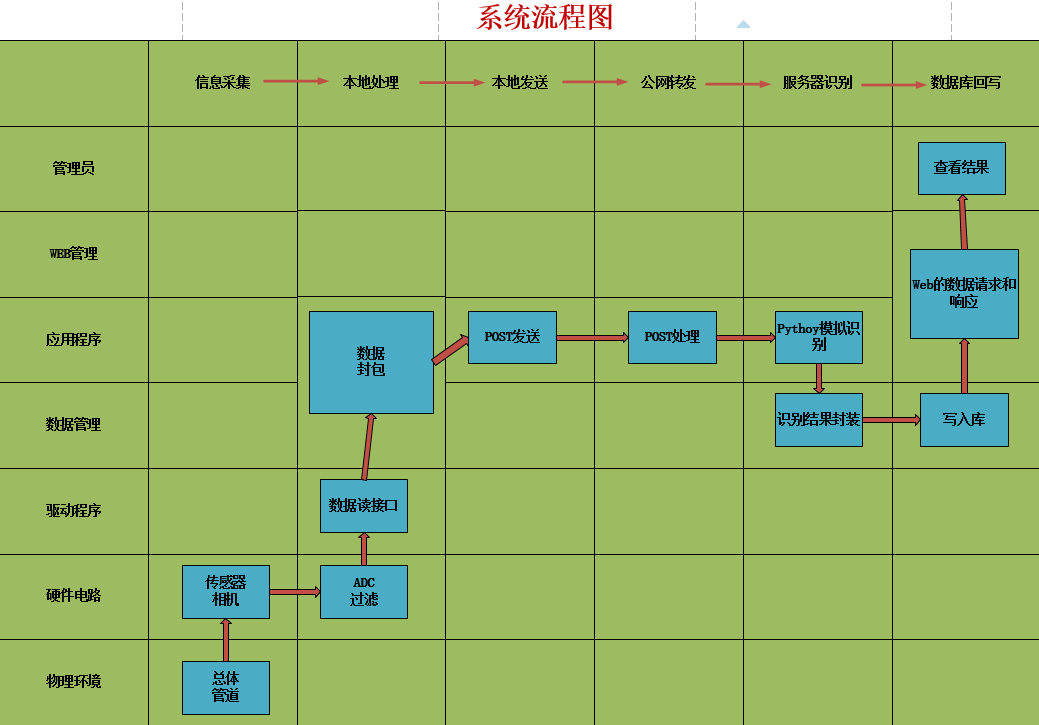 系统流程图
信息采集
本地处理
本地发送
公网转发
服务器识别
数据库回写
管理员
查看结果
WEB管理
Web的数据请求和
响应
应用程序
数据
封包
POST发送
POST处理
Pythoy模拟识
别
数据管理
识别结果封装
写入库
驱动程序
数据读接口
硬件电路
传感器
相机
ADC
过滤
物理环境
总体
管道